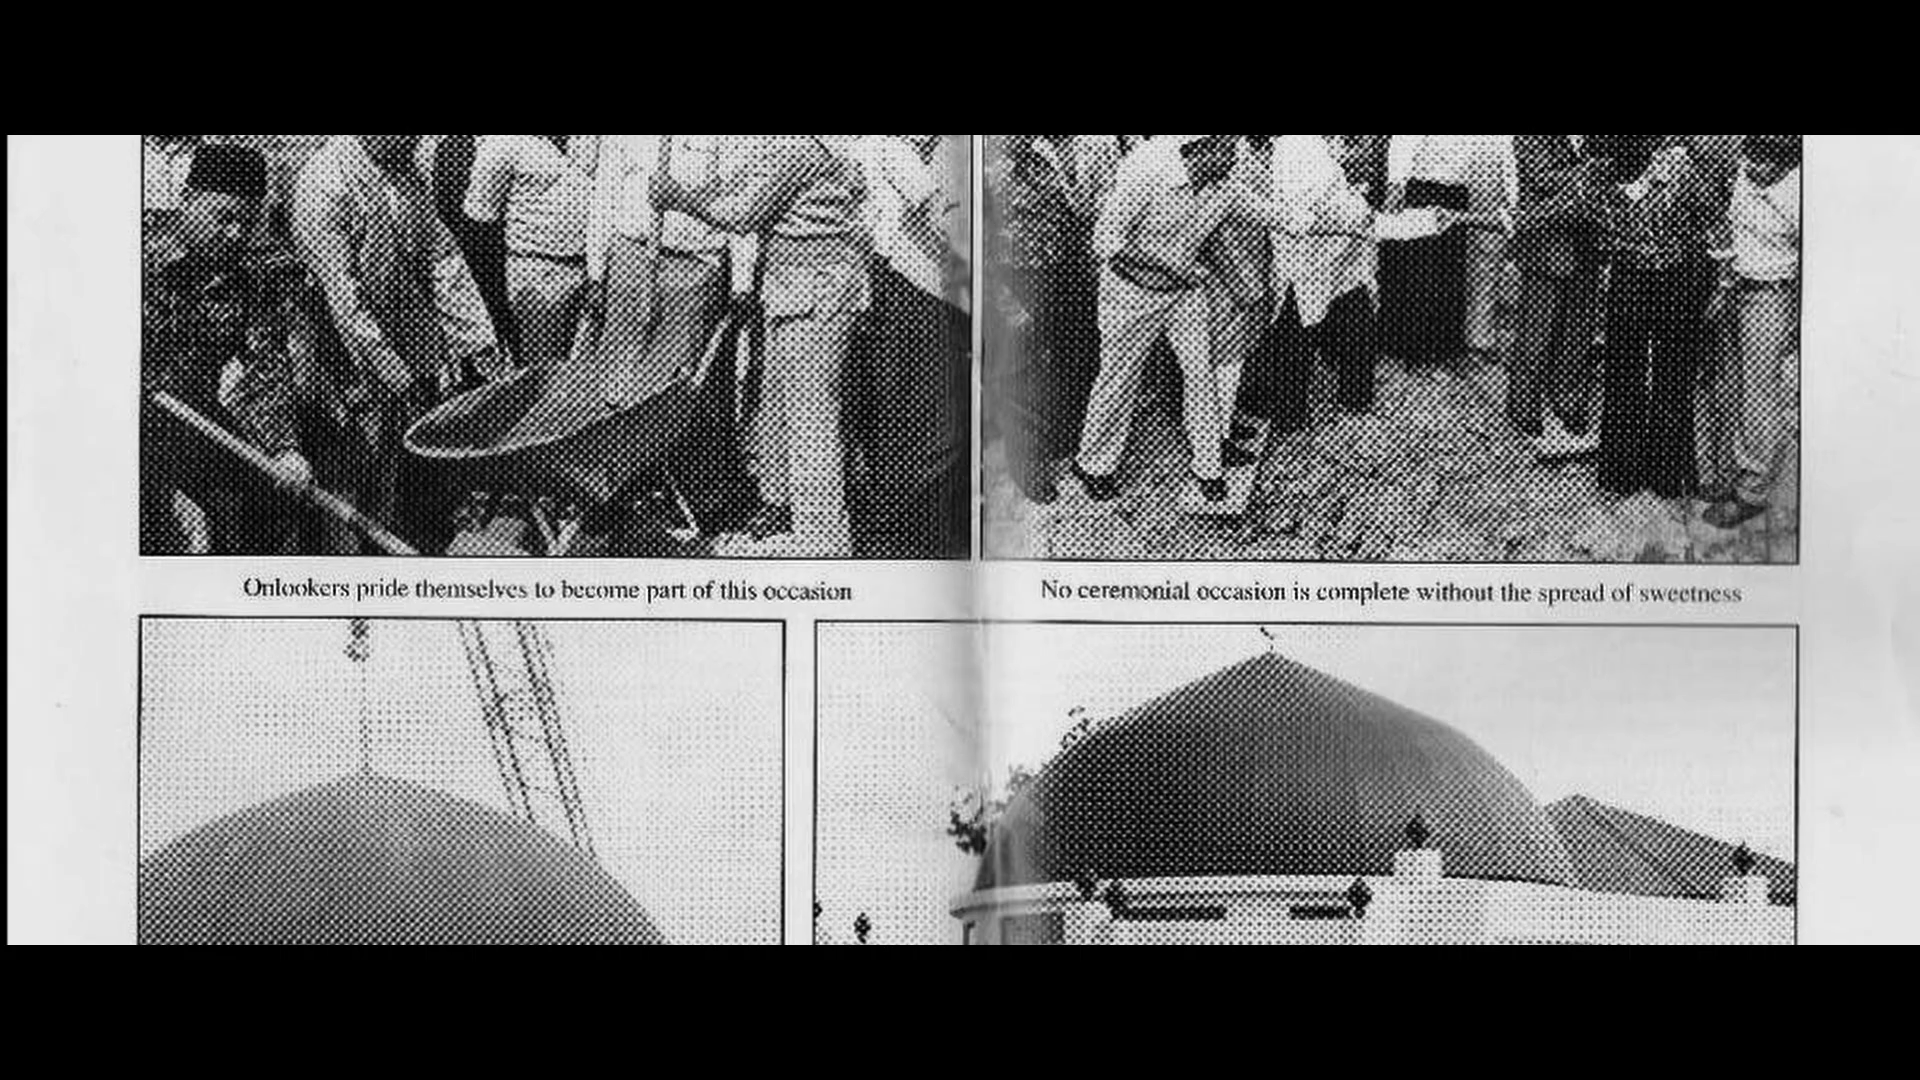 Onlookers pride themselves to become part of this occasion
No ceremonial occasion is complete without the spread of sweetness